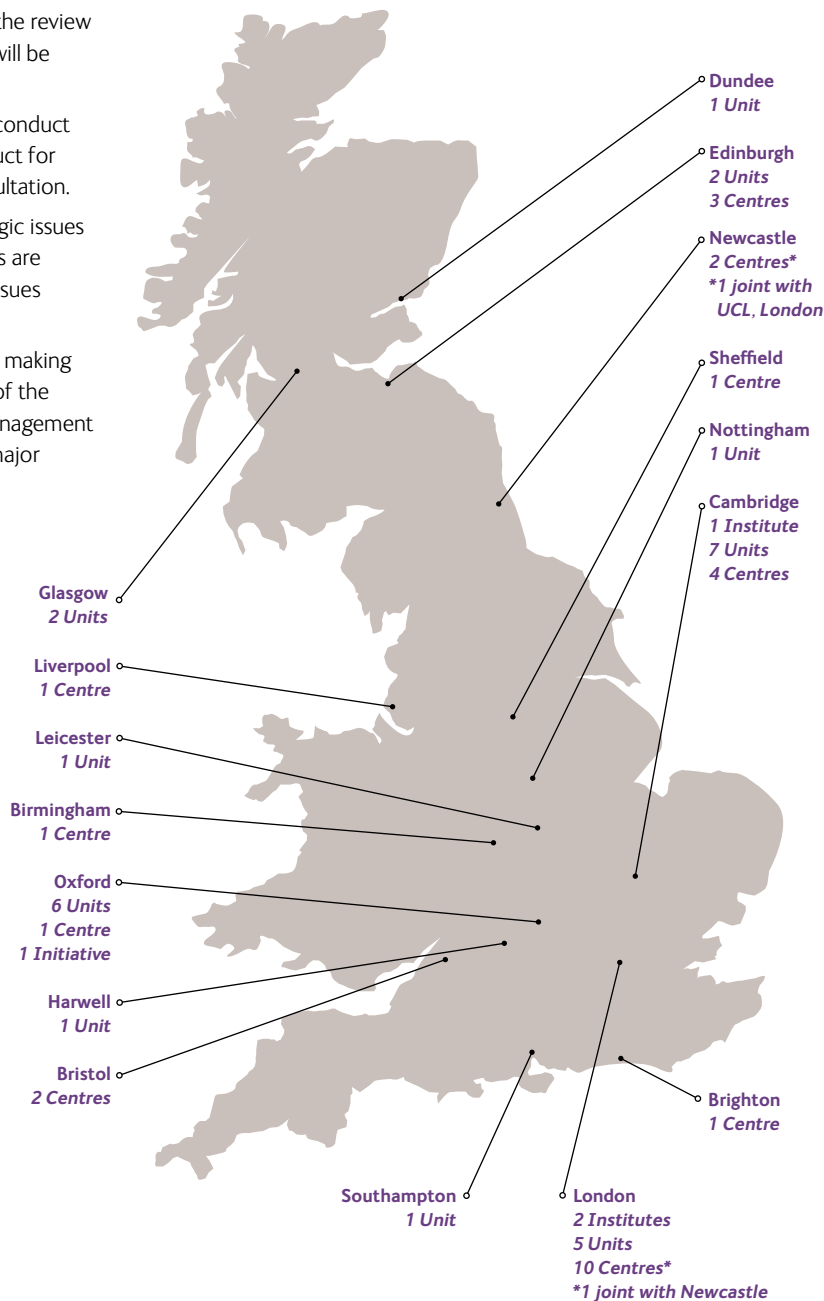 the review
will be
conduct
uct for
ultation.
gic issues
s are
sues
making
of the
nagement
major
Dundee
1 Unit
Edinburgh
2 Units
3 Centres
Newcastle
2 Centres*
*1 joint with
UCL, London
Sheffield
1 Centre
Nottingham
1 Unit
Cambridge
1 Institute
7 Units
4 Centres
Glasgow
2 Units
Liverpool
1 Centre
Leicester
1 Unit
Birmingham
1 Centre
Oxford
6 Units
1 Centre
1 Initiative
Harwell
1 Unit
Bristol
2 Centres
Brighton
1 Centre
Southampton
1 Unit
London
2 Institutes
5 Units
10 Centres*
*1 joint with Newcastle